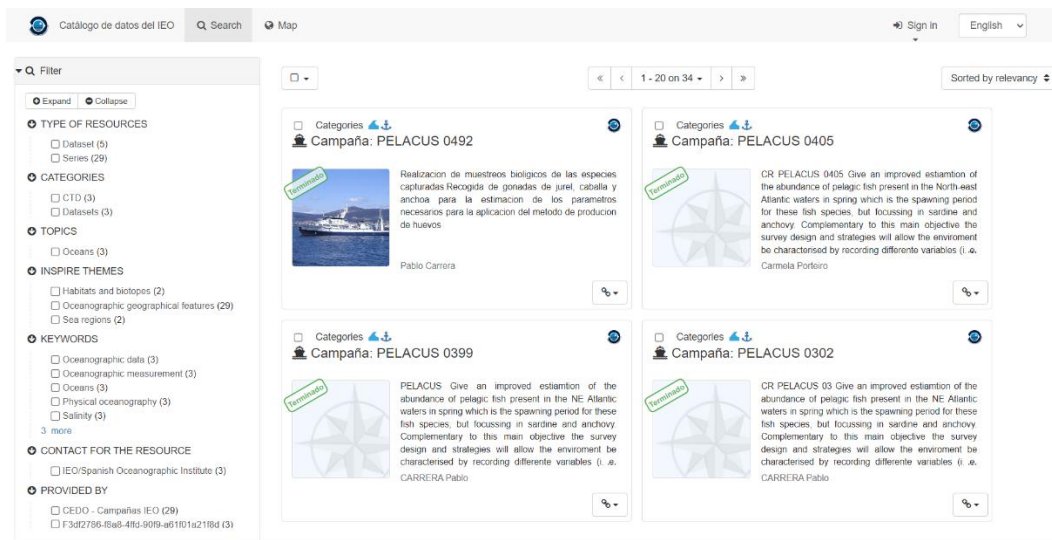 Catálogo de datos del IEO
Search
Map
Sign in
English
Filter
Expand
Collapse
TYPE OF RESOURCES
Dataset (5)
Series (29)
CATEGORIES
CTD (3)
Datasets (3)
TOPICS
Oceans (3)
INSPIRE THEMES
Habitats and biotopes (2)
Oceanographic geographical features (29)
Sea regions (2)
KEYWORDS
Oceanographic data (3)
Oceanographic measurement (3)
Oceans (3)
Physical oceanography (3)
Salinity (3)
3 more
CONTACT FOR THE RESOURCE
IEO/Spanish Oceanographic Institute (3)
PROVIDED BY
CEDO - Campañas IEO (29)
F3df2786-f8a8-4ffd-90f9-a61f01a21f8d (3)
« < 1 - 20 on 34 > »
Sorted by relevancy
Categories
Campaña: PELACUS 0492
Terminado
Realizacion de muestreos bioligicos de las especies
capturadas.Recogida de gonadas de jurel, caballa y
anchoa para la estimacion de los parametros
necesarios para la aplicacion del metodo de producion
de huevos
Pablo Carrera
Categories
Campaña: PELACUS 0405
Terminado
CR PELACUS 0405 Give an improved estiamtion of
the abundance of pelagic fish present in the North-east
Atlantic waters in spring which is the spawning period
for these fish species, but focussing in sardine and
anchovy. Complementary to this main objective the
survey design and strategies will allow the enviroment
be characterised by recording differente variables (i. .e.
Carmela Porteiro
Categories
Campaña: PELACUS 0399
Terminado
PELACUS Give an improved estiamtion of the
abundance of pelagic fish present in the NE Atlantic
waters in spring which is the spawning period for these
fish species, but focussing in sardine and anchovy.
Complementary to this main objective the survey
design and strategies will allow the enviroment be
characterised by recording differente variables (i. .e.
CARRERA Pablo
Categories
Campaña: PELACUS 0302
Terminado
CR PELACUS 03 Give an improved estiamtion of the
abundance of pelagic fish present in the NE Atlantic
waters in spring which is the spawning period for these
fish species, but focussing in sardine and anchovy.
Complementary to this main objective the survey
design and strategies will allow the enviroment be
characterised by recording differente variables (i. .e.
CARRERA Pablo